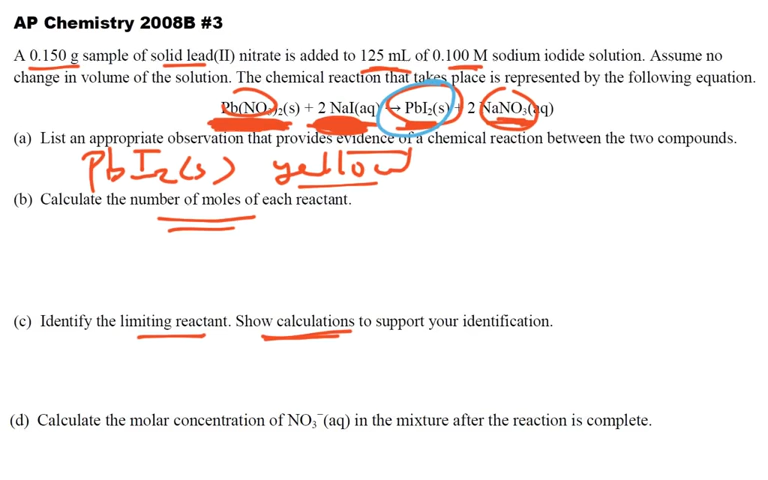 AP Chemistry 2008B #3
A 0.150 g sample of solid lead(II) nitrate is added to 125 mL of 0.100 M sodium iodide solution. Assume no
change in volume of the solution. The chemical reaction that takes place is represented by the following equation.
Pb(NO₃)₂(s) + 2 NaI(aq) → PbI₂(s) + 2 NaNO₃(aq)
(a) List an appropriate observation that provides evidence of a chemical reaction between the two compounds.
PbI₂(s) yellow
(b) Calculate the number of moles of each reactant.
(c) Identify the limiting reactant. Show calculations to support your identification.
(d) Calculate the molar concentration of NO₃⁻(aq) in the mixture after the reaction is complete.